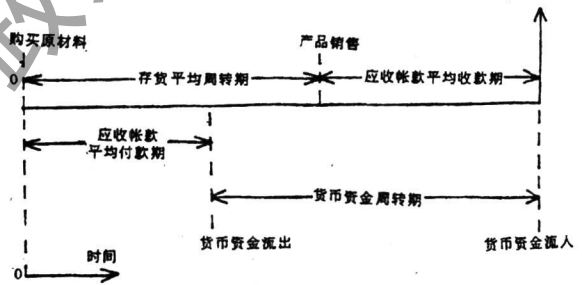 购买原材料
产品销售
0
存货平均周转期
应收帐款平均收款期
应收帐款
平均付款期
货币资金周转期
货币资金流出
货币资金流人
时间
0